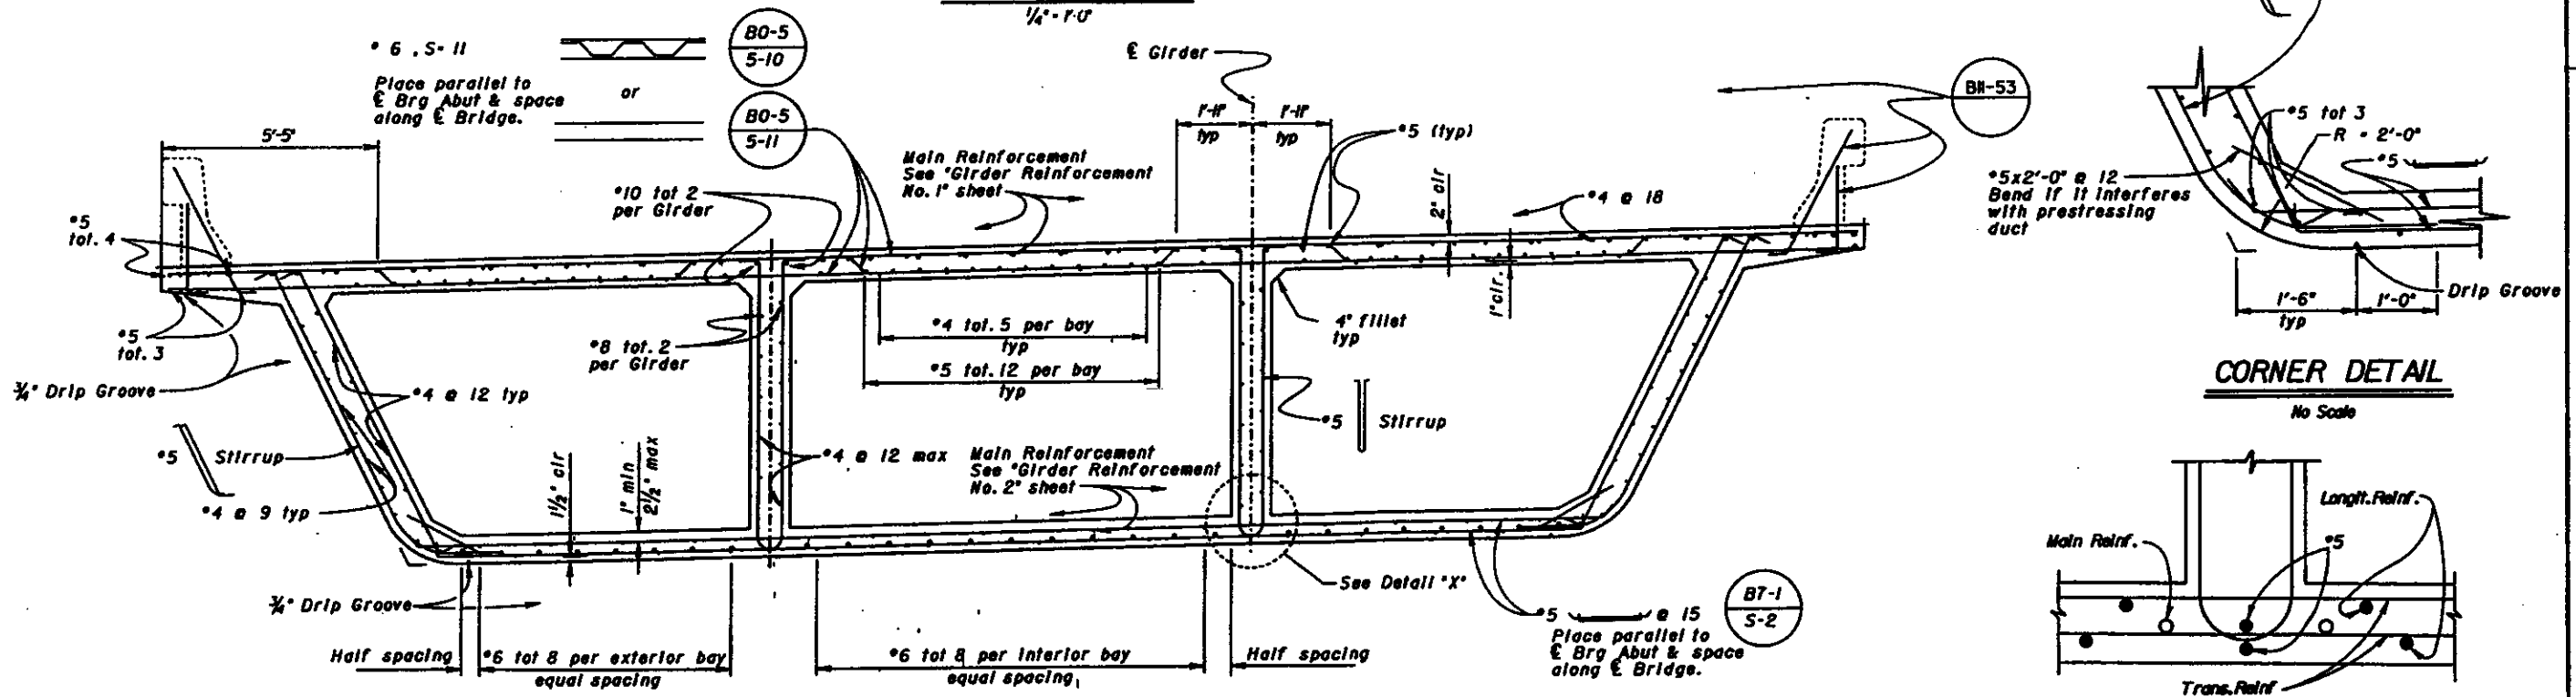 ¼" = 1'-0"
#6 , S= 11
Place parallel to
℄ Brg Abut & space
along ℄ Bridge.
or
B0-5
5-10
B0-5
5-11
℄ Girder
BII-53
5'-5"
1'-11"
typ
1'-11"
typ
#5 (typ)
Main Reinforcement
See "Girder Reinforcement
No. 1" sheet
#10 tot 2
per Girder
2" clr
#4 @ 18
#5
tot. 4
1" clr.
#5
tot. 3
#4 tot. 5 per bay
typ
4" fillet
typ
#8 tot. 2
per Girder
#5 tot. 12 per bay
typ
¾" Drip Groove
#4 @ 12 typ
#5 Stirrup
#5 Stirrup
#4 @ 12 max
Main Reinforcement
See "Girder Reinforcement
No. 2" sheet
1½" clr
1" min
2½" max
#4 @ 9 typ
See Detail "X"
¾" Drip Groove
#5 @ 15
Place parallel to
℄ Brg Abut & space
along ℄ Bridge.
B7-1
S-2
Half spacing
#6 tot 8 per exterior bay
equal spacing
#6 tot 8 per interior bay
equal spacing
Half spacing
#5 tot 3
R = 2'-0"
#5
#5x2'-0" @ 12
Bend if it interferes
with prestressing
duct
Drip Groove
1'-6"
typ
1'-0"
CORNER DETAIL
No Scale
Longit. Reinf.
Main Reinf.
#5
Trans. Reinf